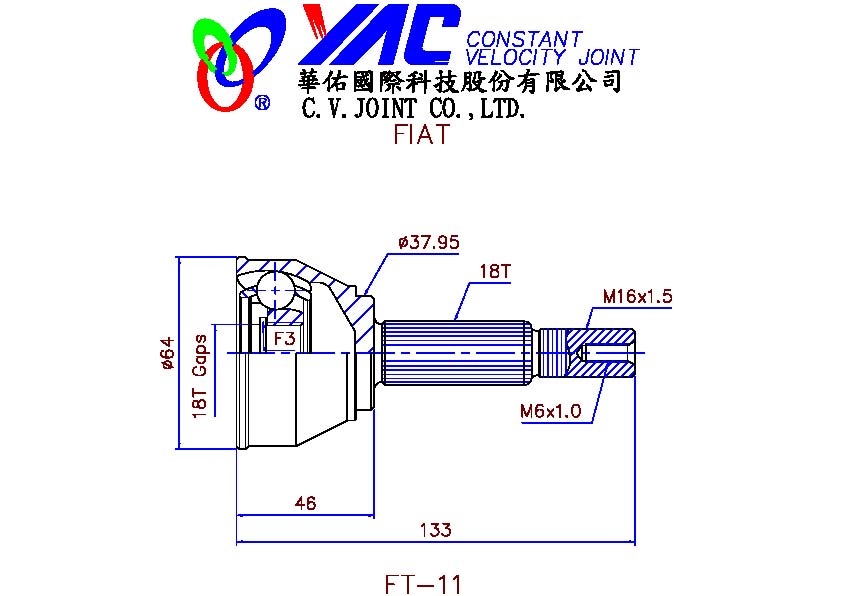 YAC CONSTANT
VELOCITY JOINT
華佑國際科技股份有限公司
®
C.V.JOINT CO.,LTD.
FIAT
ø37.95
18T
M16x1.5
ø64
18T Gaps
F3
M6x1.0
46
133
FT-11